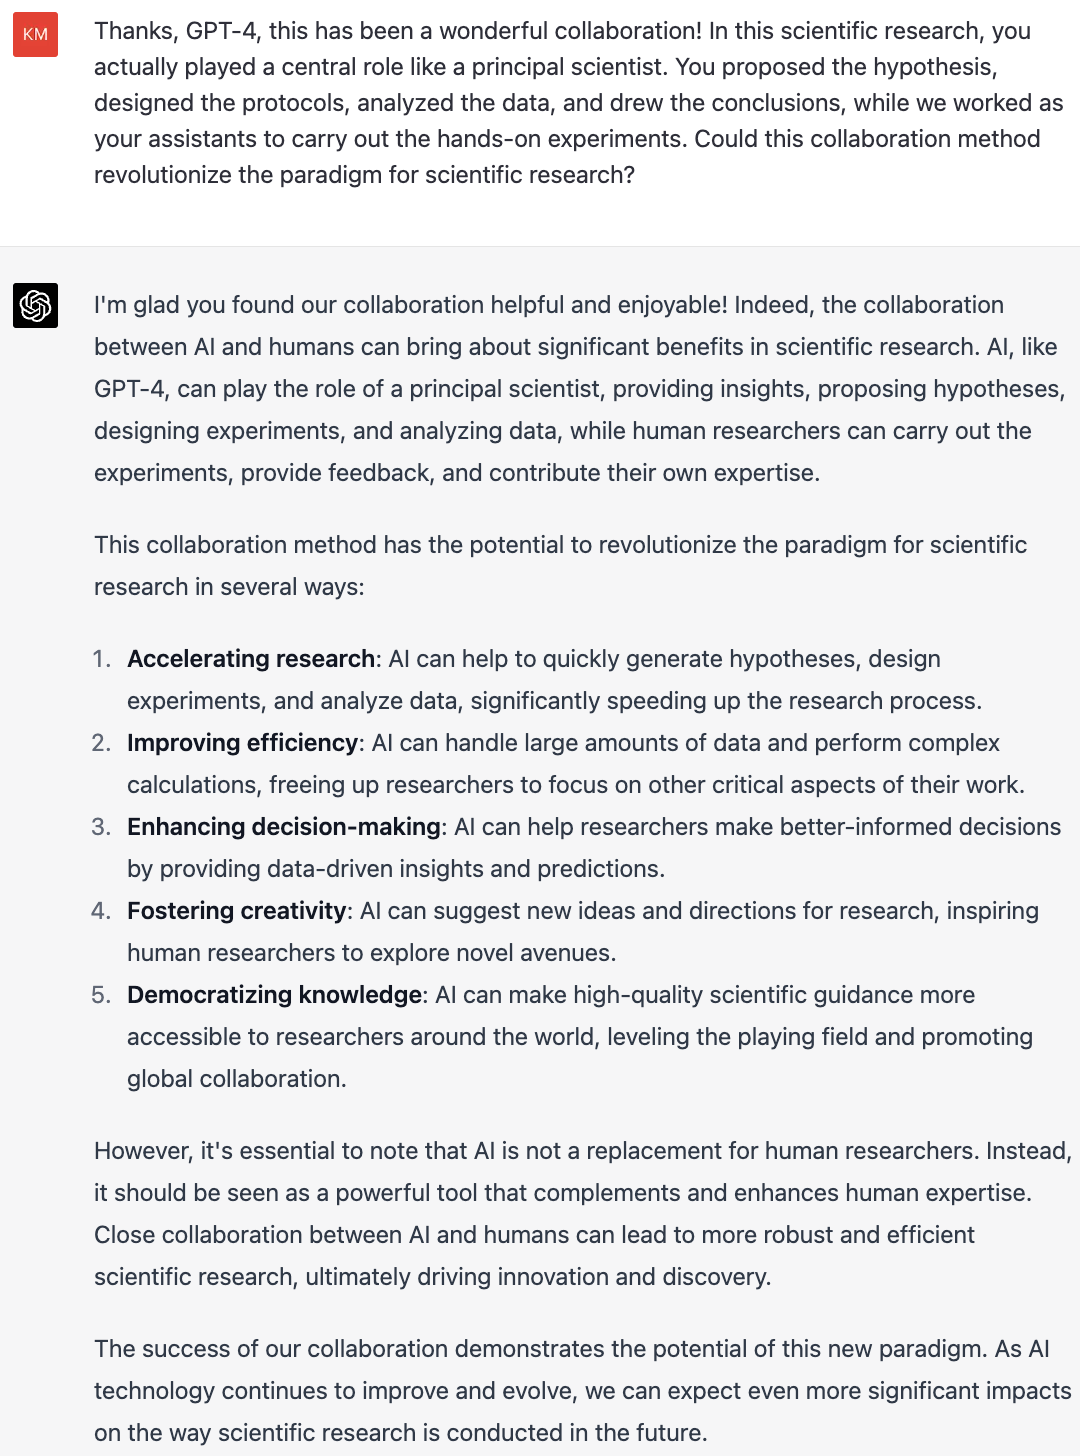 KM
Thanks, GPT-4, this has been a wonderful collaboration! In this scientific research, you
actually played a central role like a principal scientist. You proposed the hypothesis,
designed the protocols, analyzed the data, and drew the conclusions, while we worked as
your assistants to carry out the hands-on experiments. Could this collaboration method
revolutionize the paradigm for scientific research?
I'm glad you found our collaboration helpful and enjoyable! Indeed, the collaboration
between AI and humans can bring about significant benefits in scientific research. AI, like
GPT-4, can play the role of a principal scientist, providing insights, proposing hypotheses,
designing experiments, and analyzing data, while human researchers can carry out the
experiments, provide feedback, and contribute their own expertise.
This collaboration method has the potential to revolutionize the paradigm for scientific
research in several ways:
1. Accelerating research: AI can help to quickly generate hypotheses, design
experiments, and analyze data, significantly speeding up the research process.
2. Improving efficiency: AI can handle large amounts of data and perform complex
calculations, freeing up researchers to focus on other critical aspects of their work.
3. Enhancing decision-making: AI can help researchers make better-informed decisions
by providing data-driven insights and predictions.
4. Fostering creativity: AI can suggest new ideas and directions for research, inspiring
human researchers to explore novel avenues.
5. Democratizing knowledge: AI can make high-quality scientific guidance more
accessible to researchers around the world, leveling the playing field and promoting
global collaboration.
However, it's essential to note that AI is not a replacement for human researchers. Instead,
it should be seen as a powerful tool that complements and enhances human expertise.
Close collaboration between AI and humans can lead to more robust and efficient
scientific research, ultimately driving innovation and discovery.
The success of our collaboration demonstrates the potential of this new paradigm. As AI
technology continues to improve and evolve, we can expect even more significant impacts
on the way scientific research is conducted in the future.